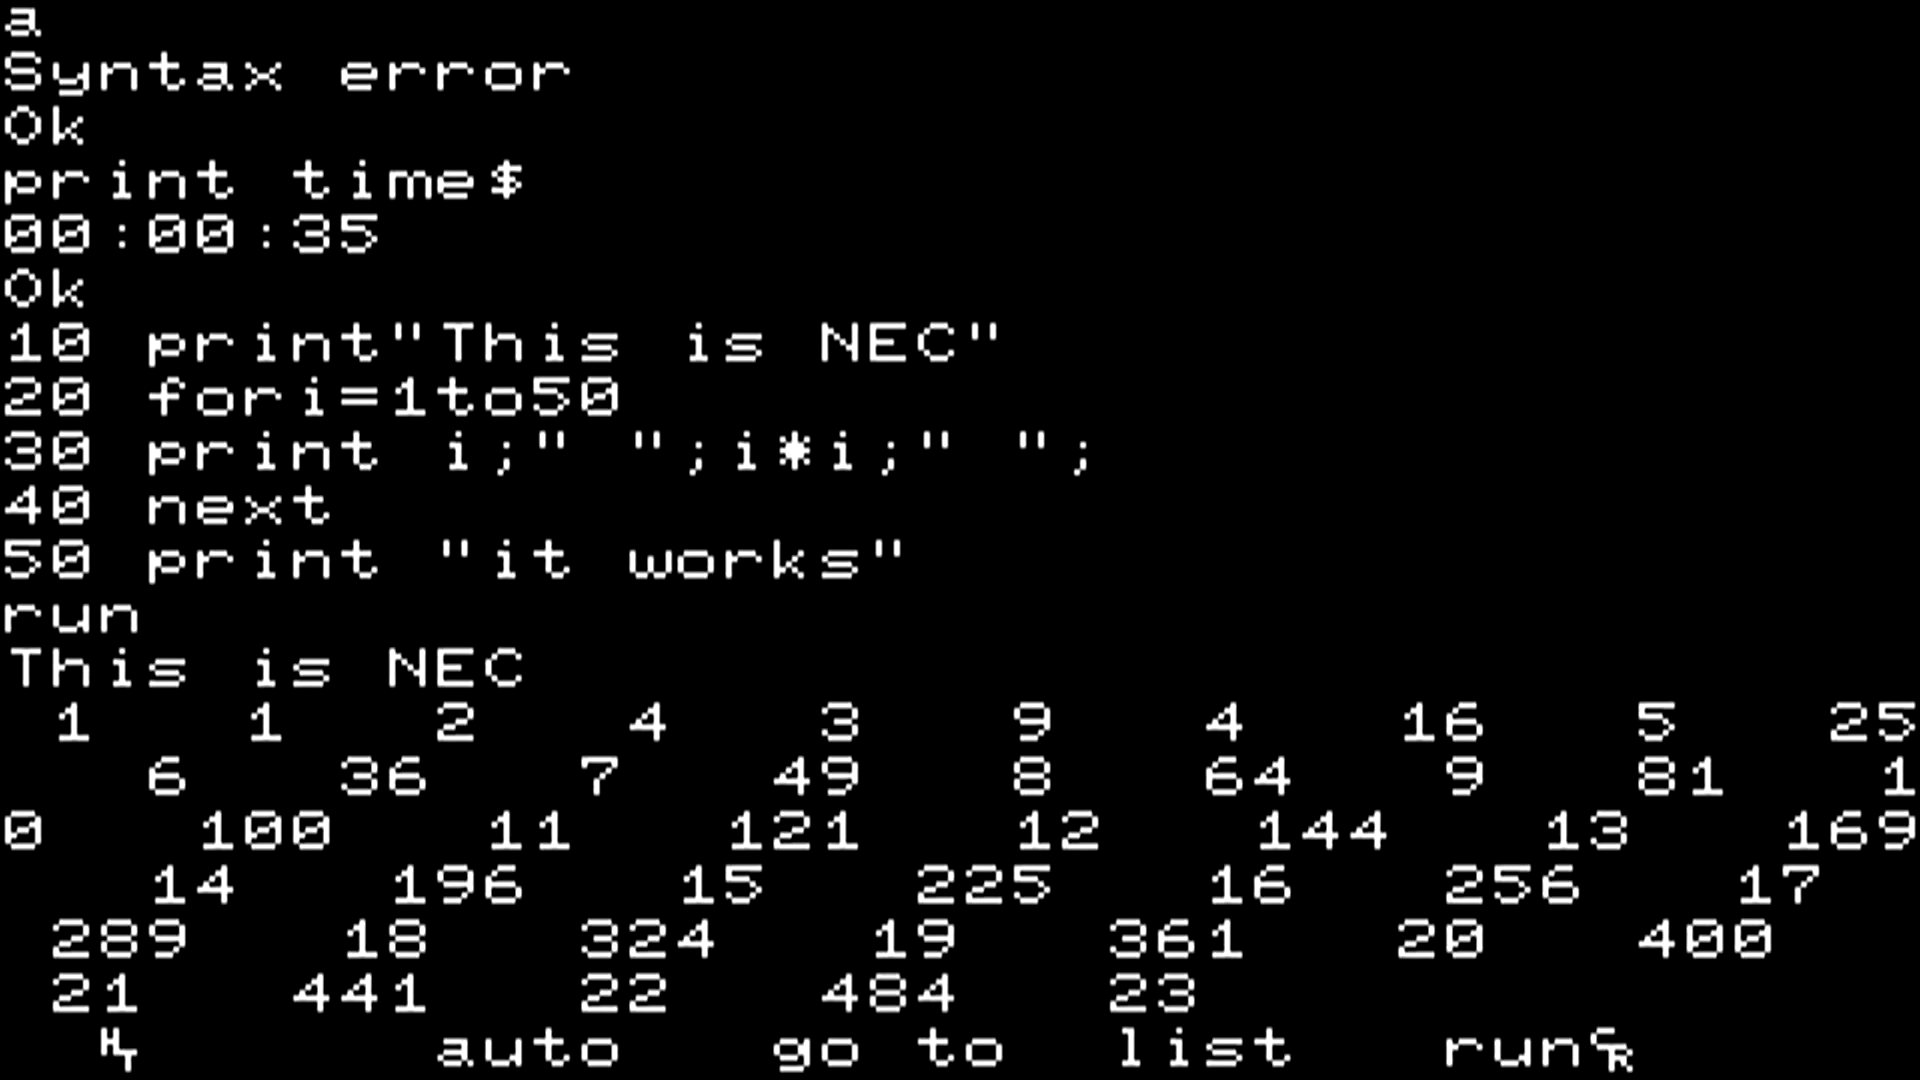 a
Syntax error
Ok
print time$
00:00:35
Ok
10 print"This is NEC"
20 fori=1to50
30 print i;" ";i*i;" ";
40 next
50 print "it works"
run
This is NEC
 1   1   2   4   3   9   4   16   5   25
   6   36   7   49   8   64   9   81   1
0   100   11   121   12   144   13   169
   14   196   15   225   16   256   17
 289   18   324   19   361   20   400
 21   441   22   484   23
HT auto go to list runCR